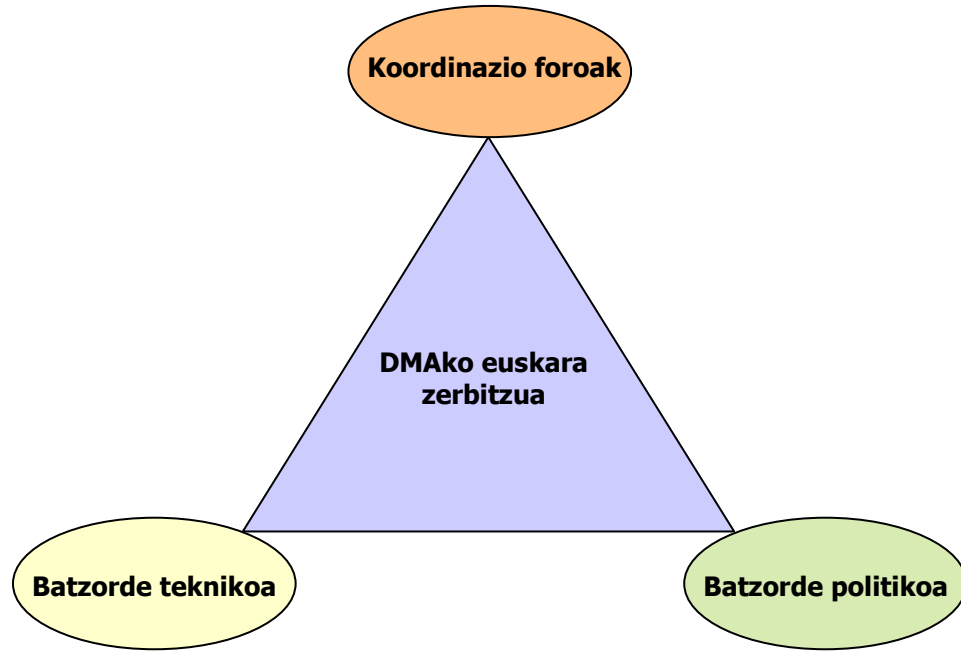 Koordinazio foroak
DMAko euskara
zerbitzua
Batzorde teknikoa
Batzorde politikoa